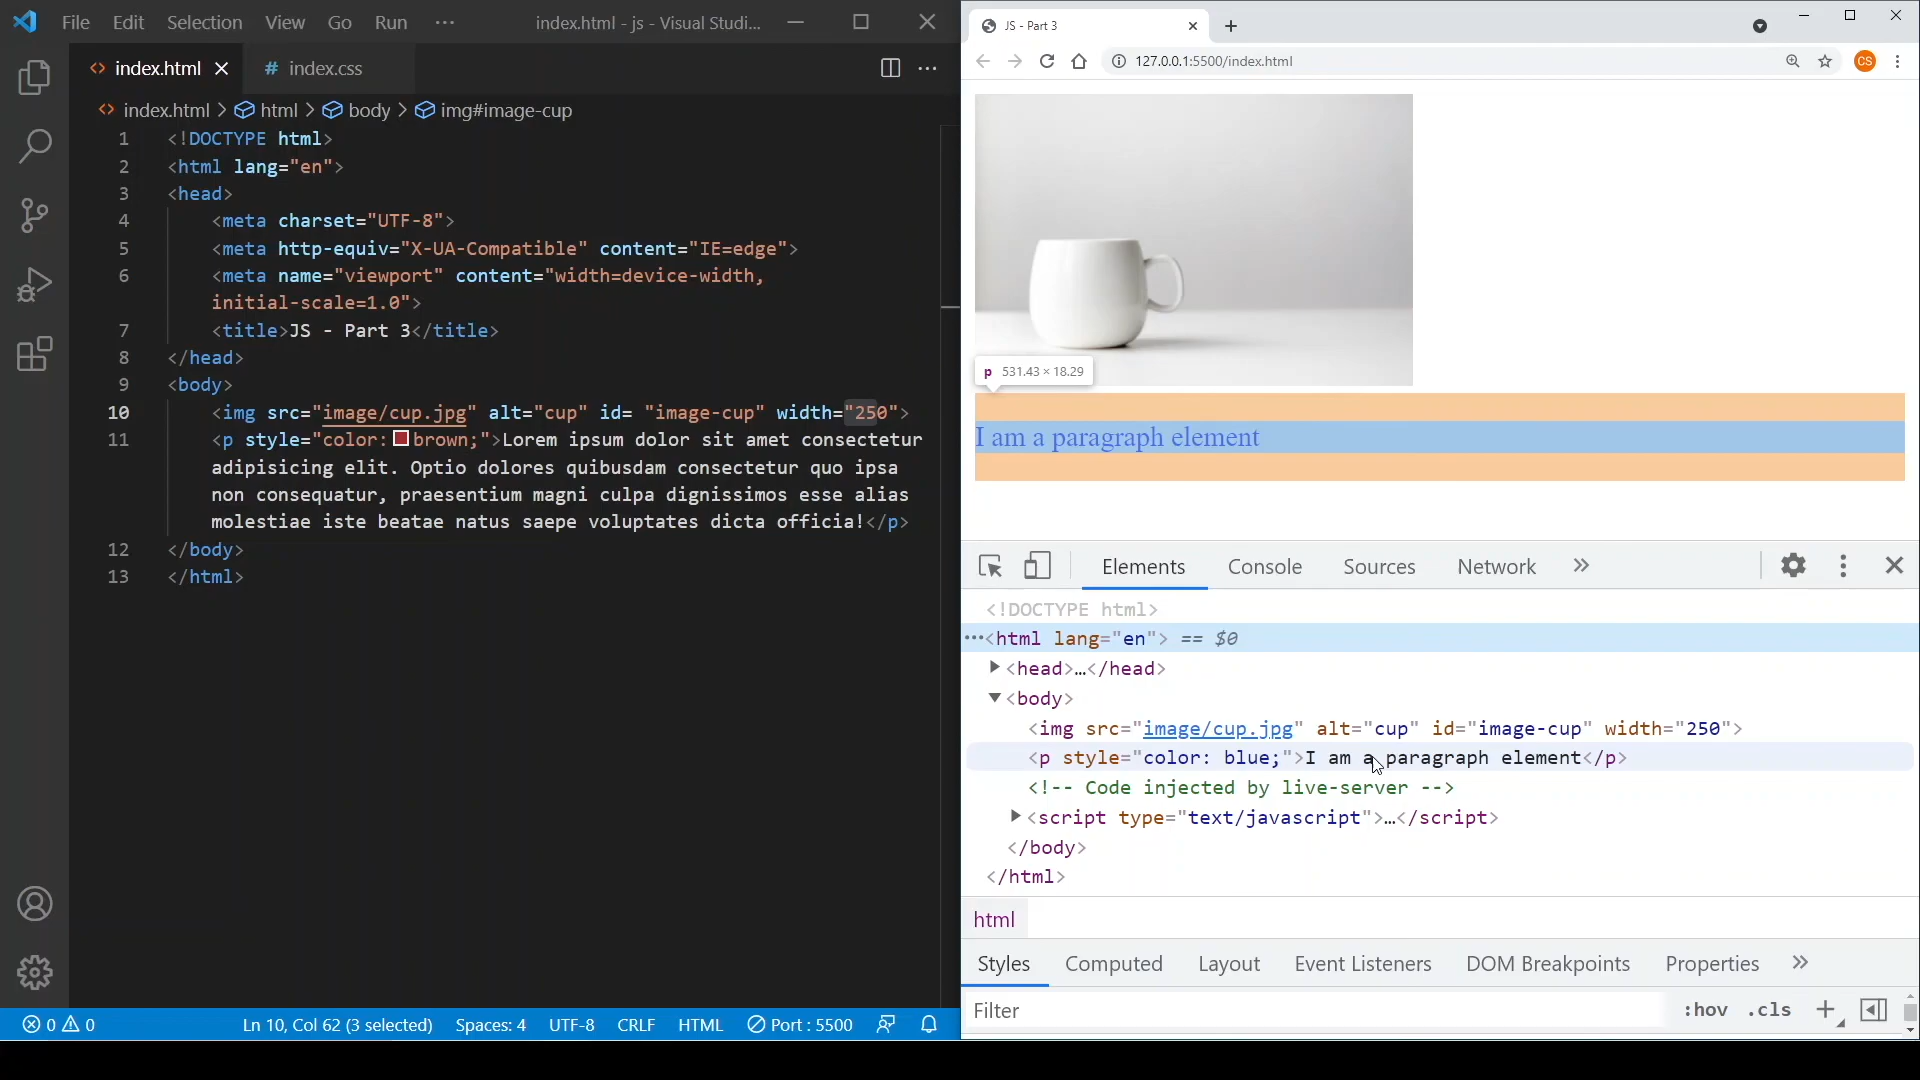 File Edit Selection View Go Run ··· index.html - js - Visual Studi...
index.html index.css
index.html > html > body > img#image-cup
1 <!DOCTYPE html>
2 <html lang="en">
3 <head>
4 <meta charset="UTF-8">
5 <meta http-equiv="X-UA-Compatible" content="IE=edge">
6 <meta name="viewport" content="width=device-width,
initial-scale=1.0">
7 <title>JS - Part 3</title>
8 </head>
9 <body>
10 <img src="image/cup.jpg" alt="cup" id= "image-cup" width="250">
11 <p style="color: brown;">Lorem ipsum dolor sit amet consectetur
adipisicing elit. Optio dolores quibusdam consectetur quo ipsa
non consequatur, praesentium magni culpa dignissimos esse alias
molestiae iste beatae natus saepe voluptates dicta officia!</p>
12 </body>
13 </html>
0 0 Ln 10, Col 62 (3 selected) Spaces: 4 UTF-8 CRLF HTML Port : 5500
JS - Part 3
127.0.0.1:5500/index.html
CS
p 531.43 × 18.29
I am a paragraph element
Elements Console Sources Network »
<!DOCTYPE html>
···<html lang="en"> == $0
<head>…</head>
<body>
<img src="image/cup.jpg" alt="cup" id="image-cup" width="250">
<p style="color: blue;">I am a paragraph element</p>
<!-- Code injected by live-server -->
<script type="text/javascript">…</script>
</body>
</html>
html
Styles Computed Layout Event Listeners DOM Breakpoints Properties »
Filter :hov .cls +